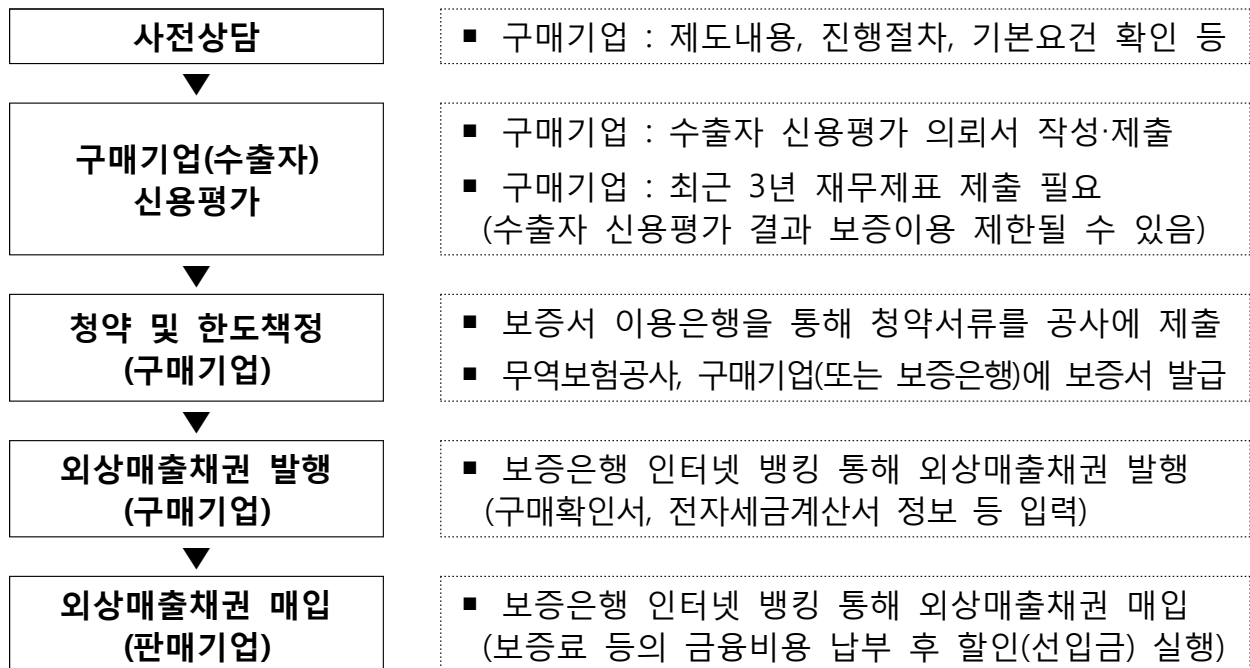 사전상담
■ 구매기업 : 제도내용, 진행절차, 기본요건 확인 등
▼
구매기업(수출자)
신용평가
■ 구매기업 : 수출자 신용평가 의뢰서 작성·제출
■ 구매기업 : 최근 3년 재무제표 제출 필요
(수출자 신용평가 결과 보증이용 제한될 수 있음)
▼
청약 및 한도책정
(구매기업)
■ 보증서 이용은행을 통해 청약서류를 공사에 제출
■ 무역보험공사, 구매기업(또는 보증은행)에 보증서 발급
▼
외상매출채권 발행
(구매기업)
■ 보증은행 인터넷 뱅킹 통해 외상매출채권 발행
(구매확인서, 전자세금계산서 정보 등 입력)
▼
외상매출채권 매입
(판매기업)
■ 보증은행 인터넷 뱅킹 통해 외상매출채권 매입
(보증료 등의 금융비용 납부 후 할인(선입금) 실행)